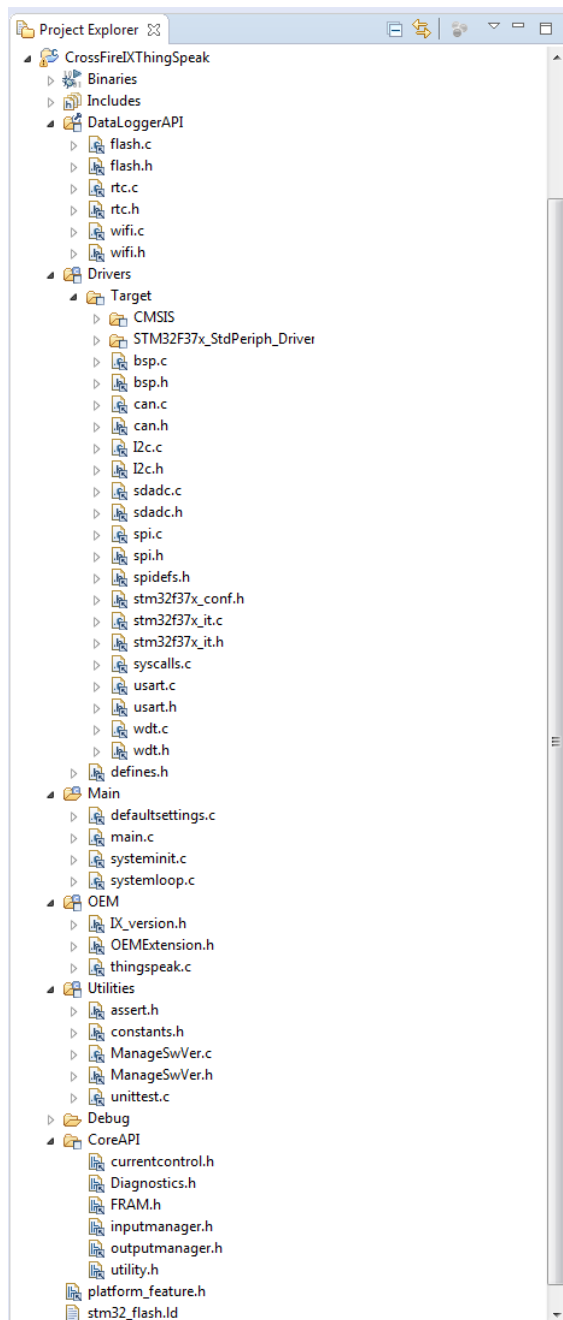 Project Explorer
CrossFireIXThingSpeak
Binaries
Includes
DataLoggerAPI
flash.c
flash.h
rtc.c
rtc.h
wifi.c
wifi.h
Drivers
Target
CMSIS
STM32F37x_StdPeriph_Driver
bsp.c
bsp.h
can.c
can.h
I2c.c
I2c.h
sdadc.c
sdadc.h
spi.c
spi.h
spidefs.h
stm32f37x_conf.h
stm32f37x_it.c
stm32f37x_it.h
syscalls.c
usart.c
usart.h
wdt.c
wdt.h
defines.h
Main
defaultsettings.c
main.c
systeminit.c
systemloop.c
OEM
IX_version.h
OEMExtension.h
thingspeak.c
Utilities
assert.h
constants.h
ManageSwVer.c
ManageSwVer.h
unittest.c
Debug
CoreAPI
currentcontrol.h
Diagnostics.h
FRAM.h
inputmanager.h
outputmanager.h
utility.h
platform_feature.h
stm32_flash.ld